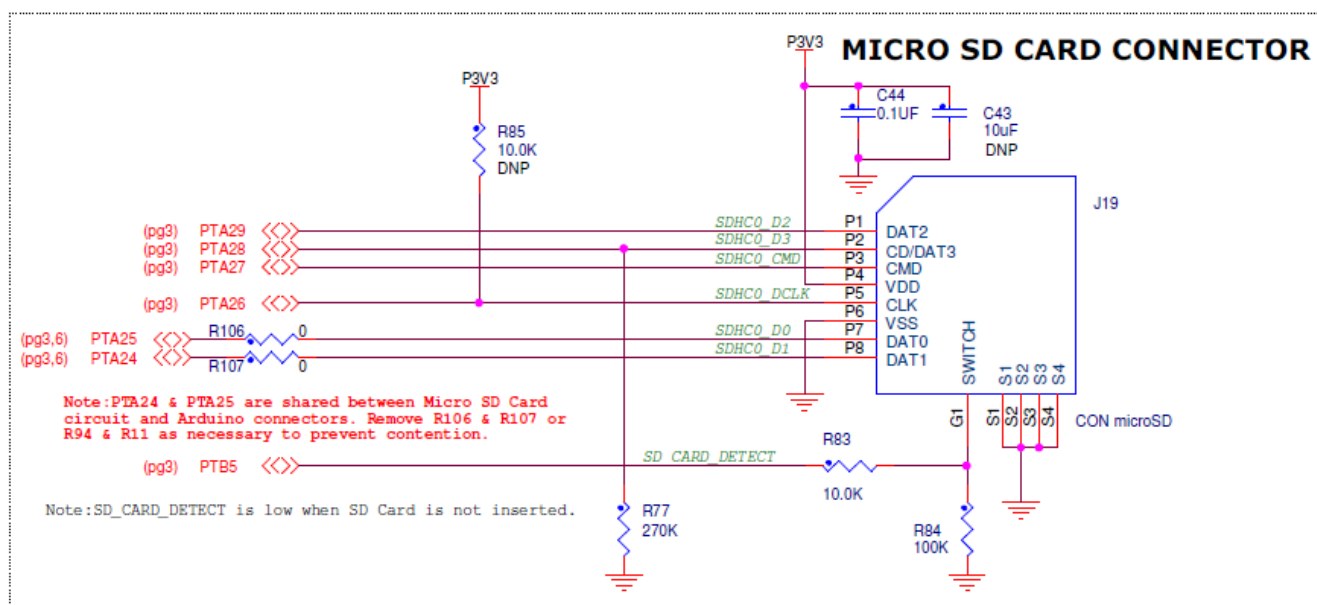 P3V3
MICRO SD CARD CONNECTOR
P3V3
C44
0.1UF
C43
10uF
DNP
R85
10.0K
DNP
J19
(pg3) PTA29 SDHC0_D2 P1 DAT2
(pg3) PTA28 SDHC0_D3 P2 CD/DAT3
(pg3) PTA27 SDHC0_CMD P3 CMD
P4 VDD
(pg3) PTA26 SDHC0_DCLK P5 CLK
P6 VSS
(pg3,6) PTA25 R106 0 SDHC0_D0 P7 DAT0
(pg3,6) PTA24 R107 0 SDHC0_D1 P8 DAT1
SWITCH
S1
S2
S3
S4
G1
S1
S2
S3
S4
CON microSD
Note:PTA24 & PTA25 are shared between Micro SD Card
circuit and Arduino connectors. Remove R106 & R107 or
R94 & R11 as necessary to prevent contention.
(pg3) PTB5 SD_CARD_DETECT
R83
10.0K
Note:SD_CARD_DETECT is low when SD Card is not inserted.
R77
270K
R84
100K